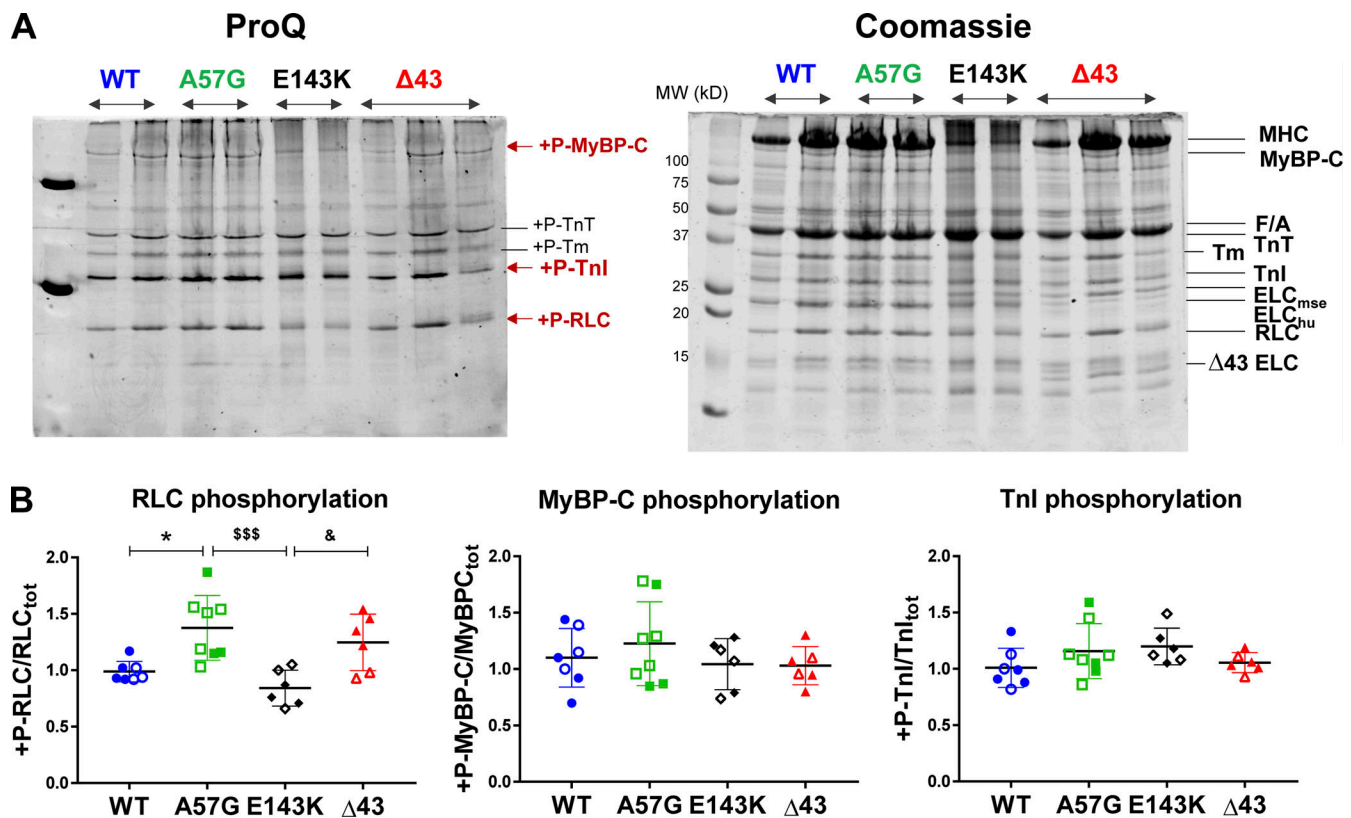 A
ProQ
Coomassie
WT A57G E143K Δ43
WT A57G E143K Δ43
MW (kD)
+P-MyBP-C
+P-TnT
+P-Tm
+P-TnI
+P-RLC
100
75
50
37
25
20
15
MHC
MyBP-C
F/A
TnT
Tm
TnI
ELCmse
ELChu
RLC
Δ43 ELC
B
RLC phosphorylation
* $$$ &
+P-RLC/RLCtot
2.0
1.5
1.0
0.5
0.0
WT A57G E143K Δ43
MyBP-C phosphorylation
+P-MyBP-C/MyBPCtot
2.0
1.5
1.0
0.5
0.0
WT A57G E143K Δ43
TnI phosphorylation
+P-TnI/TnItot
2.0
1.5
1.0
0.5
0.0
WT A57G E143K Δ43